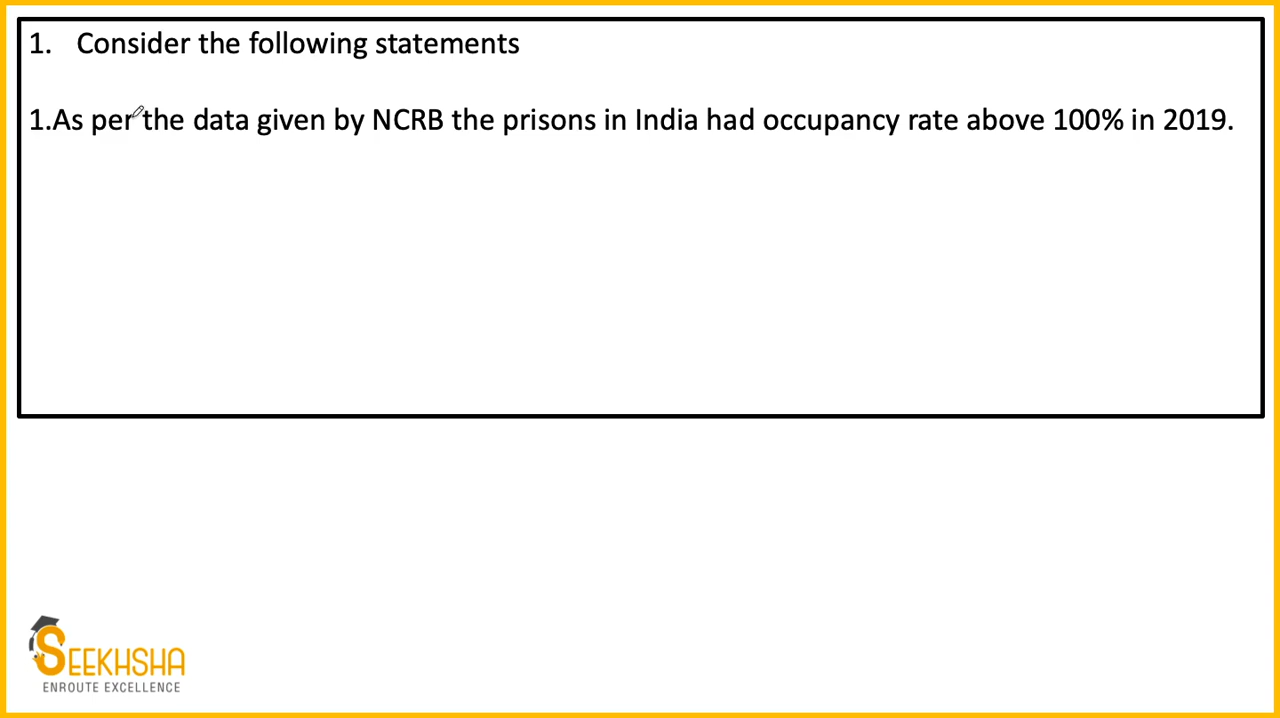 1. Consider the following statements
1.As per the data given by NCRB the prisons in India had occupancy rate above 100% in 2019.
SEEKHSHA
ENROUTE EXCELLENCE